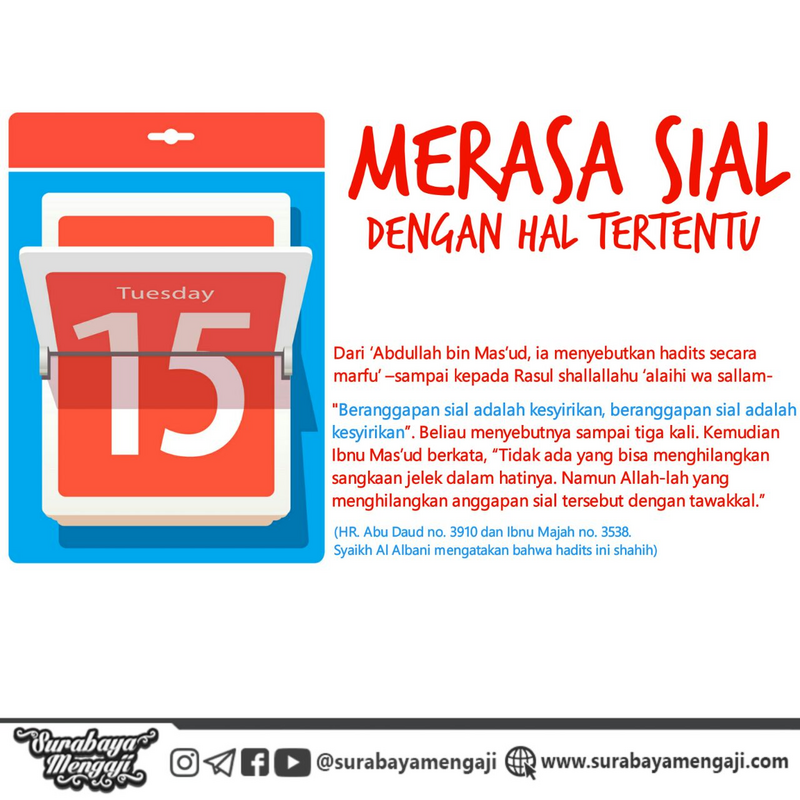 MERASA SIAL
DENGAN HAL TERTENTU
Tuesday
15
Dari ‘Abdullah bin Mas’ud, ia menyebutkan hadits secara
marfu’ –sampai kepada Rasul shallallahu ‘alaihi wa sallam-
"Beranggapan sial adalah kesyirikan, beranggapan sial adalah
kesyirikan”. Beliau menyebutnya sampai tiga kali. Kemudian
Ibnu Mas’ud berkata, “Tidak ada yang bisa menghilangkan
sangkaan jelek dalam hatinya. Namun Allah-lah yang
menghilangkan anggapan sial tersebut dengan tawakkal.”
(HR. Abu Daud no. 3910 dan Ibnu Majah no. 3538.
Syaikh Al Albani mengatakan bahwa hadits ini shahih)
Surabaya
Mengaji
@surabayamengaji
www.surabayamengaji.com